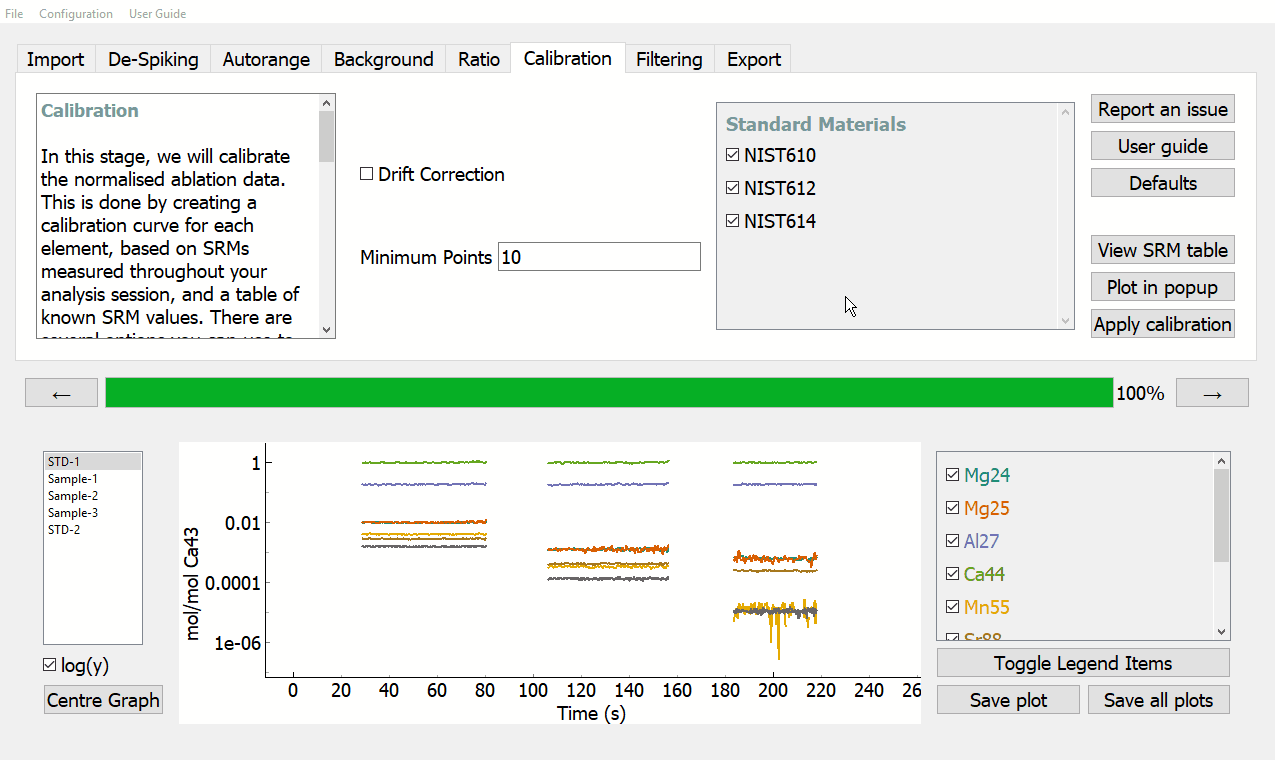 File Configuration User Guide
Import De-Spiking Autorange Background Ratio Calibration Filtering Export
Calibration
In this stage, we will calibrate
the normalised ablation data.
This is done by creating a
calibration curve for each
element, based on SRMs
measured throughout your
analysis session, and a table of
known SRM values. There are
several options you can use to
Drift Correction
Minimum Points 10
Standard Materials
NIST610
NIST612
NIST614
Report an issue
User guide
Defaults
View SRM table
Plot in popup
Apply calibration
← 100% →
STD-1
Sample-1
Sample-2
Sample-3
STD-2
log(y)
Centre Graph
mol/mol Ca43
1
0.01
0.0001
1e-06
0 20 40 60 80 100 120 140 160 180 200 220 240 26
Time (s)
Mg24
Mg25
Al27
Ca44
Mn55
Sr88
Toggle Legend Items
Save plot Save all plots